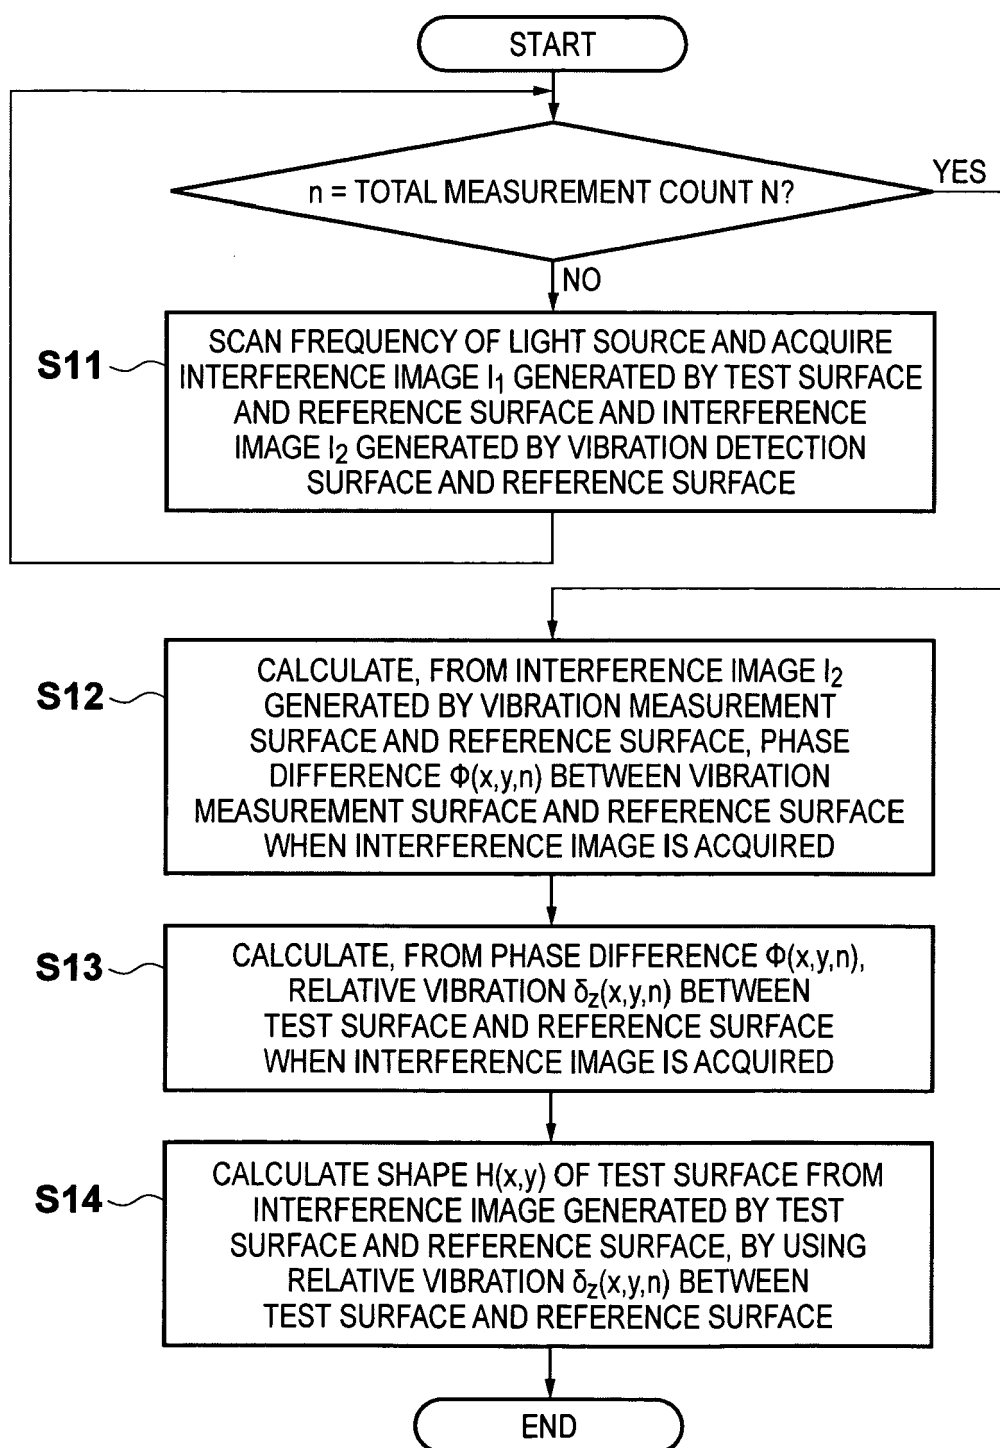 START
n = TOTAL MEASUREMENT COUNT N?
YES
NO
S11
SCAN FREQUENCY OF LIGHT SOURCE AND ACQUIRE
INTERFERENCE IMAGE I₁ GENERATED BY TEST SURFACE
AND REFERENCE SURFACE AND INTERFERENCE
IMAGE I₂ GENERATED BY VIBRATION DETECTION
SURFACE AND REFERENCE SURFACE
S12
CALCULATE, FROM INTERFERENCE IMAGE I₂
GENERATED BY VIBRATION MEASUREMENT
SURFACE AND REFERENCE SURFACE, PHASE
DIFFERENCE Φ(x,y,n) BETWEEN VIBRATION
MEASUREMENT SURFACE AND REFERENCE SURFACE
WHEN INTERFERENCE IMAGE IS ACQUIRED
S13
CALCULATE, FROM PHASE DIFFERENCE Φ(x,y,n),
RELATIVE VIBRATION δz(x,y,n) BETWEEN
TEST SURFACE AND REFERENCE SURFACE
WHEN INTERFERENCE IMAGE IS ACQUIRED
S14
CALCULATE SHAPE H(x,y) OF TEST SURFACE FROM
INTERFERENCE IMAGE GENERATED BY TEST
SURFACE AND REFERENCE SURFACE, BY USING
RELATIVE VIBRATION δz(x,y,n) BETWEEN
TEST SURFACE AND REFERENCE SURFACE
END